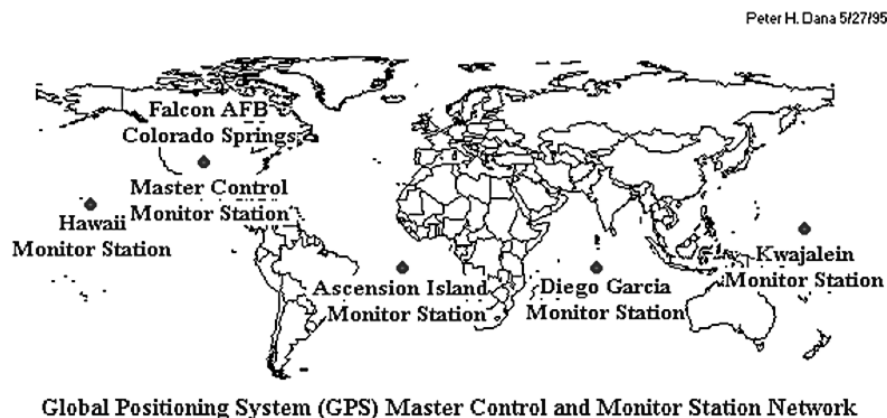 Peter H. Dana 5/27/95
Falcon AFB
Colorado Springs
Master Control
Monitor Station
Hawaii
Monitor Station
Ascension Island
Monitor Station
Diego Garcia
Monitor Station
Kwajalein
Monitor Station
Global Positioning System (GPS) Master Control and Monitor Station Network